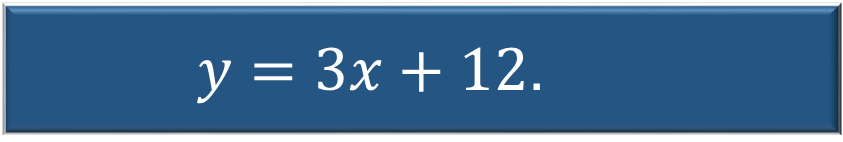 y = 3x + 12.